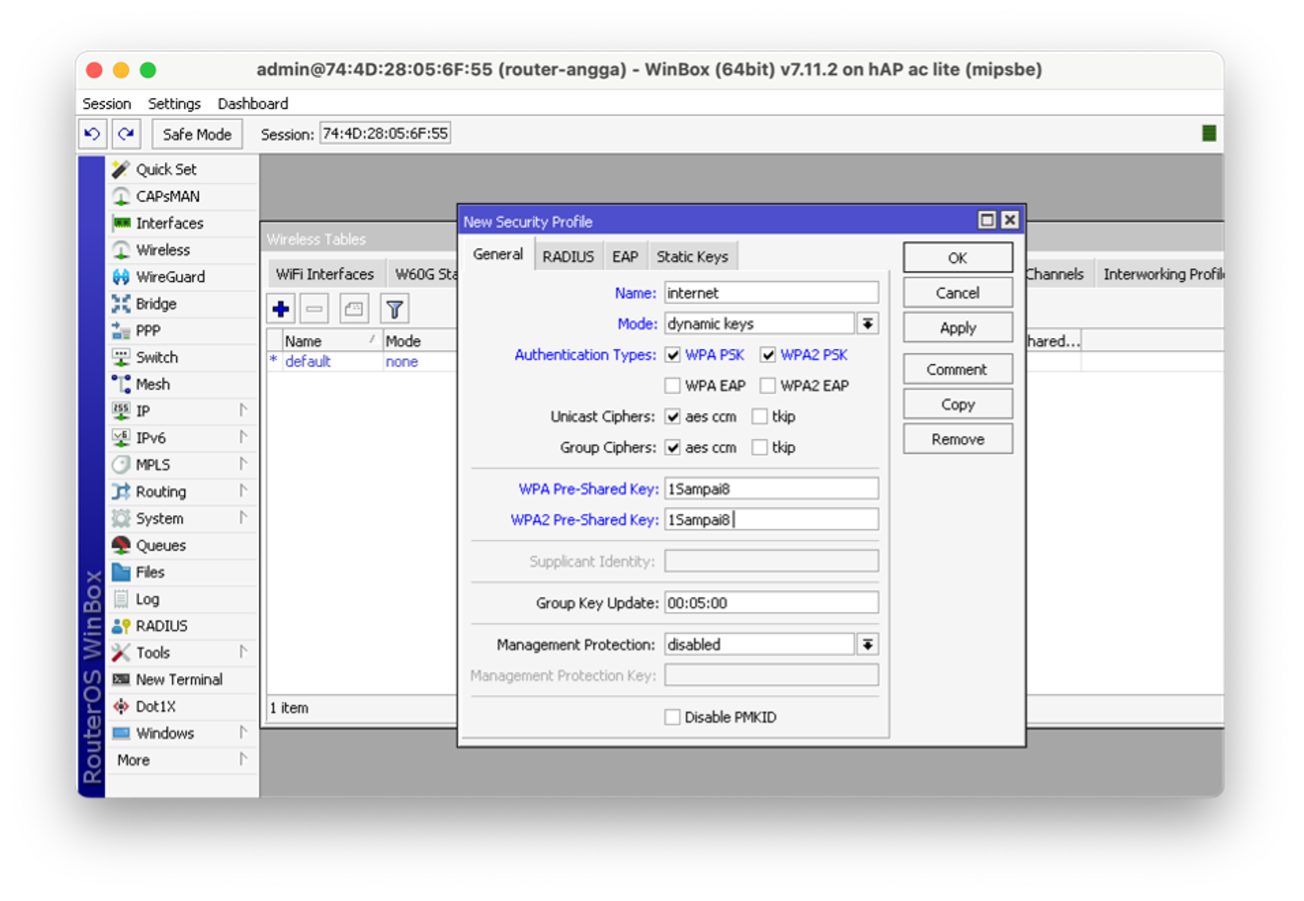 admin@74:4D:28:05:6F:55 (router-angga) - WinBox (64bit) v7.11.2 on hAP ac lite (mipsbe)
Session Settings Dashboard
Safe Mode Session: 74:4D:28:05:6F:55
Quick Set
CAPsMAN
Interfaces
Wireless
WireGuard
Bridge
PPP
Switch
Mesh
IP
IPv6
MPLS
Routing
System
Queues
Files
Log
RADIUS
Tools
New Terminal
Dot1X
Windows
More
RouterOS WinBox
Wireless Tables
WiFi Interfaces W60G Sta Channels Interworking Profil
Name Mode hared...
* default none
1 item
New Security Profile
General RADIUS EAP Static Keys
Name: internet
Mode: dynamic keys
Authentication Types: WPA PSK WPA2 PSK
WPA EAP WPA2 EAP
Unicast Ciphers: aes ccm tkip
Group Ciphers: aes ccm tkip
WPA Pre-Shared Key: 1Sampai8
WPA2 Pre-Shared Key: 1Sampai8
Supplicant Identity:
Group Key Update: 00:05:00
Management Protection: disabled
Management Protection Key:
Disable PMKID
OK
Cancel
Apply
Comment
Copy
Remove